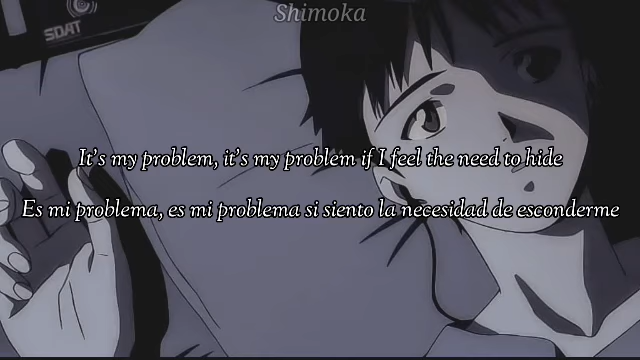 Shimoka
SDAT
It's my problem, it's my problem if I feel the need to hide
Es mi problema, es mi problema si siento la necesidad de esconderme